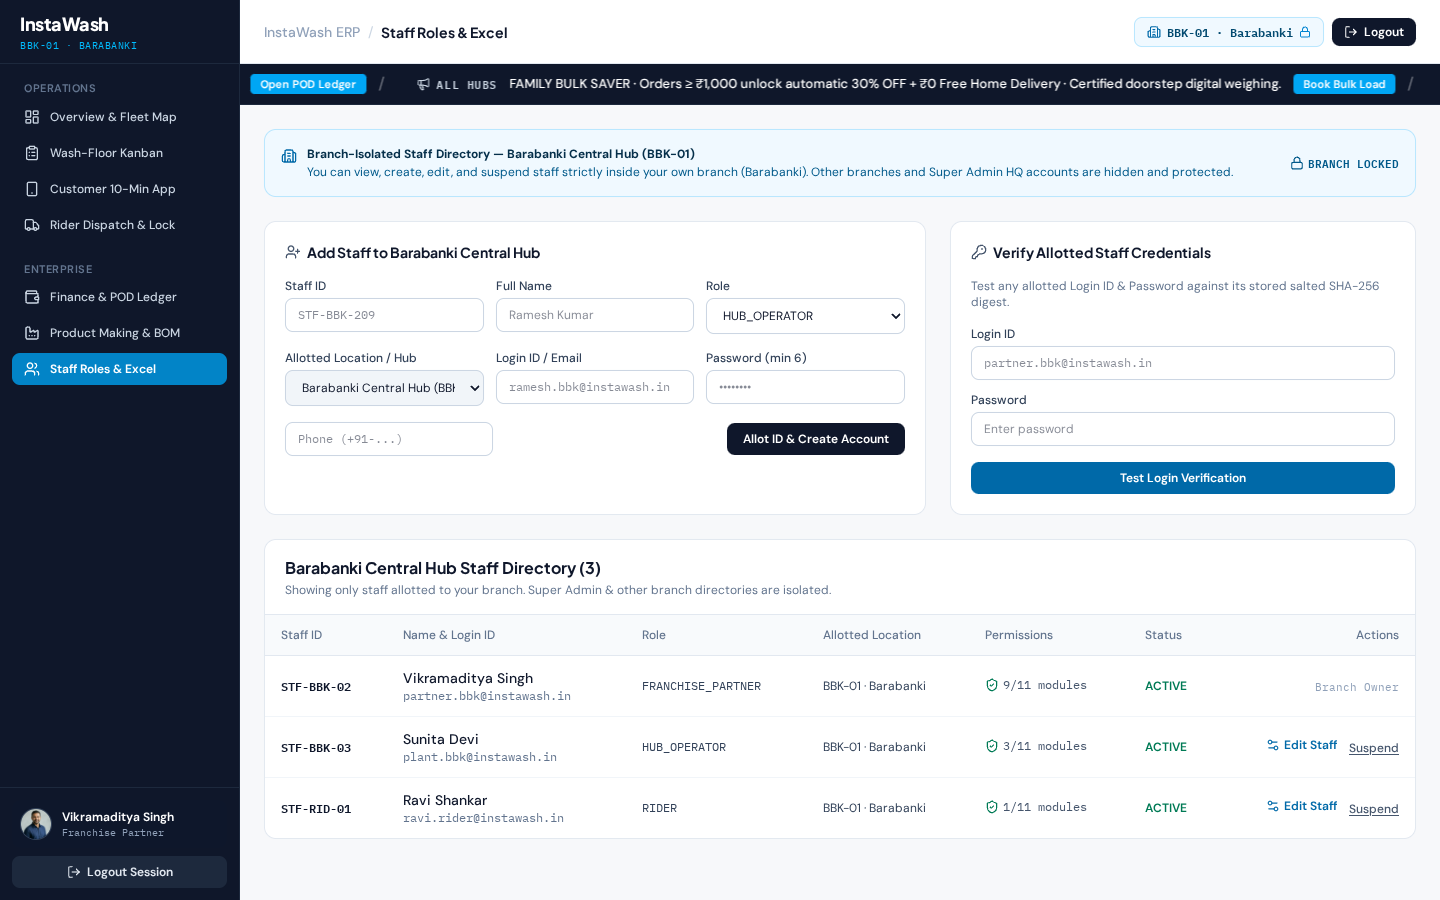 InstaWash
BBK-01 · BARABANKI
OPERATIONS
Overview & Fleet Map
Wash-Floor Kanban
Customer 10-Min App
Rider Dispatch & Lock
ENTERPRISE
Finance & POD Ledger
Product Making & BOM
Staff Roles & Excel
Vikramaditya Singh
Franchise Partner
Logout Session
InstaWash ERP / Staff Roles & Excel
BBK-01 · Barabanki
Logout
Open POD Ledger / ALL HUBS FAMILY BULK SAVER · Orders ≥ ₹1,000 unlock automatic 30% OFF + ₹0 Free Home Delivery · Certified doorstep digital weighing. Book Bulk Load /
Branch-Isolated Staff Directory — Barabanki Central Hub (BBK-01)
You can view, create, edit, and suspend staff strictly inside your own branch (Barabanki). Other branches and Super Admin HQ accounts are hidden and protected.
BRANCH LOCKED
Add Staff to Barabanki Central Hub
Staff ID Full Name Role
STF-BBK-209 Ramesh Kumar HUB_OPERATOR
Allotted Location / Hub Login ID / Email Password (min 6)
Barabanki Central Hub (BBK ramesh.bbk@instawash.in ••••••••
Phone (+91-...) Allot ID & Create Account
Verify Allotted Staff Credentials
Test any allotted Login ID & Password against its stored salted SHA-256
digest.
Login ID
partner.bbk@instawash.in
Password
Enter password
Test Login Verification
Barabanki Central Hub Staff Directory (3)
Showing only staff allotted to your branch. Super Admin & other branch directories are isolated.
Staff ID Name & Login ID Role Allotted Location Permissions Status Actions
STF-BBK-02 Vikramaditya Singh FRANCHISE_PARTNER BBK-01 · Barabanki 9/11 modules ACTIVE Branch Owner
partner.bbk@instawash.in
STF-BBK-03 Sunita Devi HUB_OPERATOR BBK-01 · Barabanki 3/11 modules ACTIVE Edit Staff Suspend
plant.bbk@instawash.in
STF-RID-01 Ravi Shankar RIDER BBK-01 · Barabanki 1/11 modules ACTIVE Edit Staff Suspend
ravi.rider@instawash.in